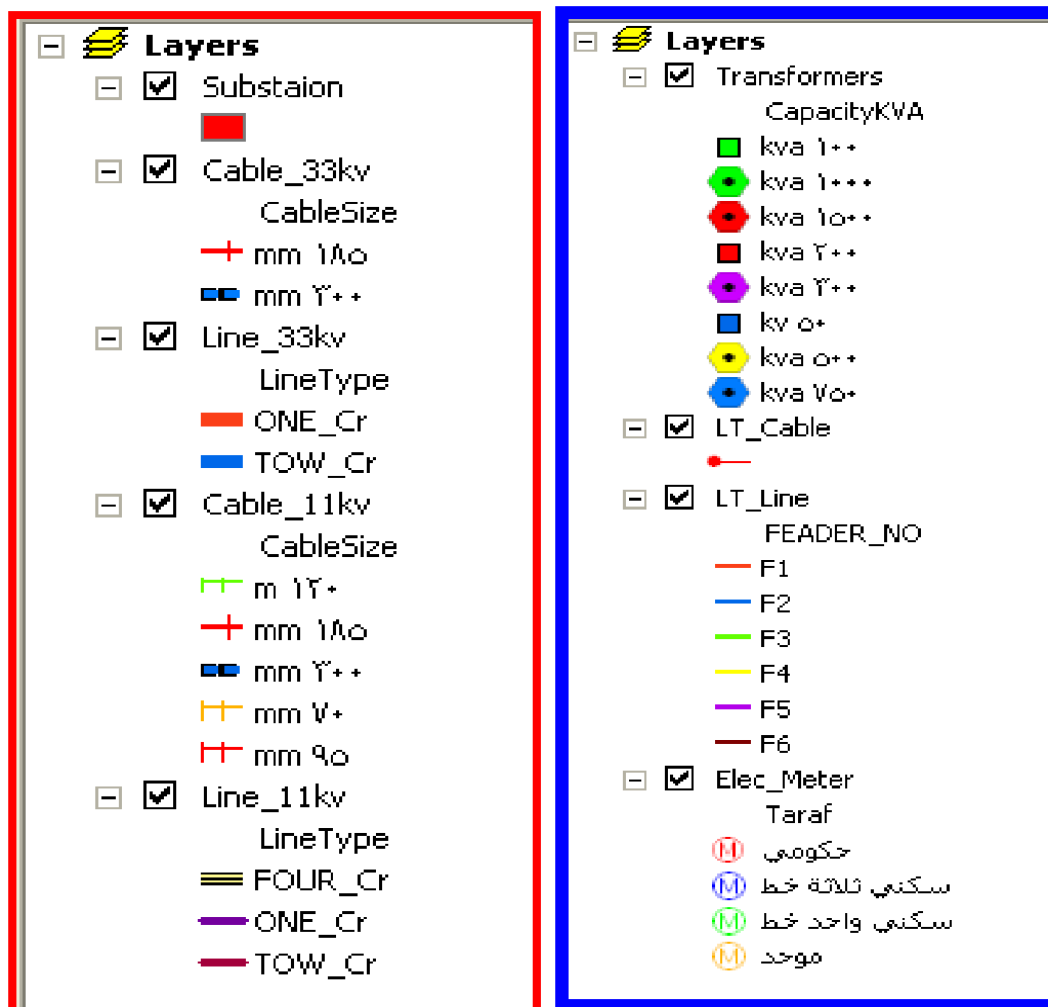 Layers
Substaion
Cable_33kv
CableSize
mm ١٨٥
mm ٣٠٠
Line_33kv
LineType
ONE_Cr
TOW_Cr
Cable_11kv
CableSize
m ١٢٠
mm ١٨٥
mm ٣٠٠
mm ٧٠
mm ٩٥
Line_11kv
LineType
FOUR_Cr
ONE_Cr
TOW_Cr
Layers
Transformers
CapacityKVA
kva ١٠٠
kva ١٠٠٠
kva ١٥٠٠
kva ٢٠٠
kva ٣٠٠
kv ٥٠
kva ٥٠٠
kva ٧٥٠
LT_Cable
LT_Line
FEADER_NO
F1
F2
F3
F4
F5
F6
Elec_Meter
Taraf
حكومي
سكني ثلاثة خط
سكني واحد خط
موحد